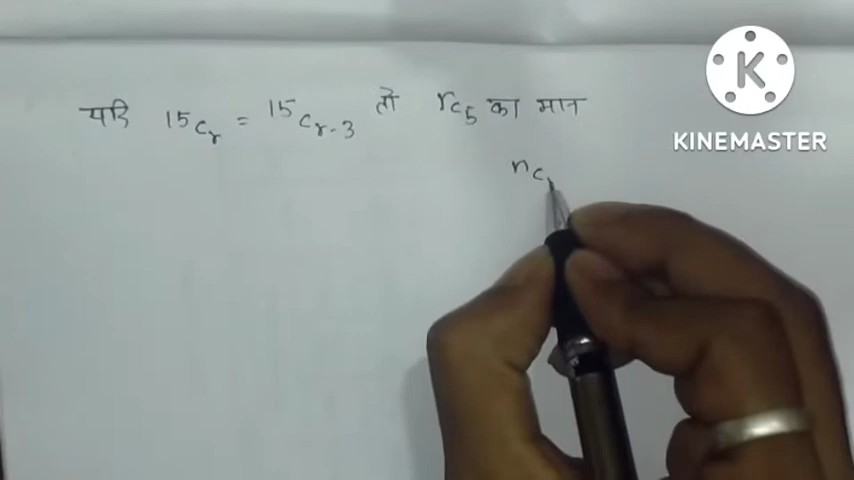 यदि 15cᵣ = 15cᵣ₋₃ तो rc₅ का मान
nc
K
KINEMASTER